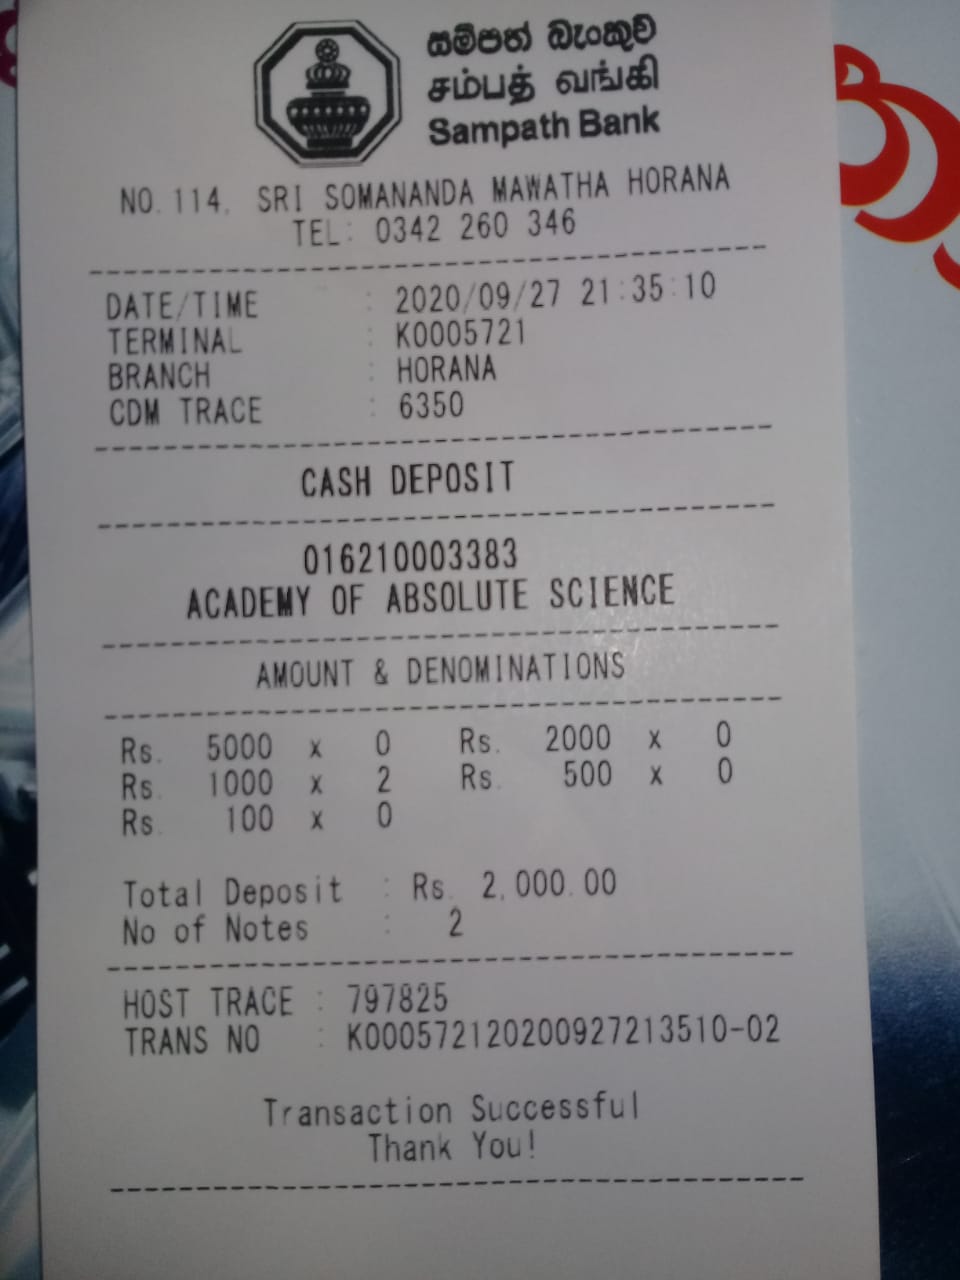 සම්පත් බැංකුව
சம்பத் வங்கி
Sampath Bank
NO. 114, SRI SOMANANDA MAWATHA HORANA
TEL: 0342 260 346
DATE/TIME : 2020/09/27 21:35:10
TERMINAL : K0005721
BRANCH : HORANA
CDM TRACE : 6350
CASH DEPOSIT
016210003383
ACADEMY OF ABSOLUTE SCIENCE
AMOUNT & DENOMINATIONS
Rs. 5000 x 0 Rs. 2000 x 0
Rs. 1000 x 2 Rs. 500 x 0
Rs. 100 x 0
Total Deposit : Rs. 2,000.00
No of Notes : 2
HOST TRACE : 797825
TRANS NO : K000572120200927213510-02
Transaction Successful
Thank You!